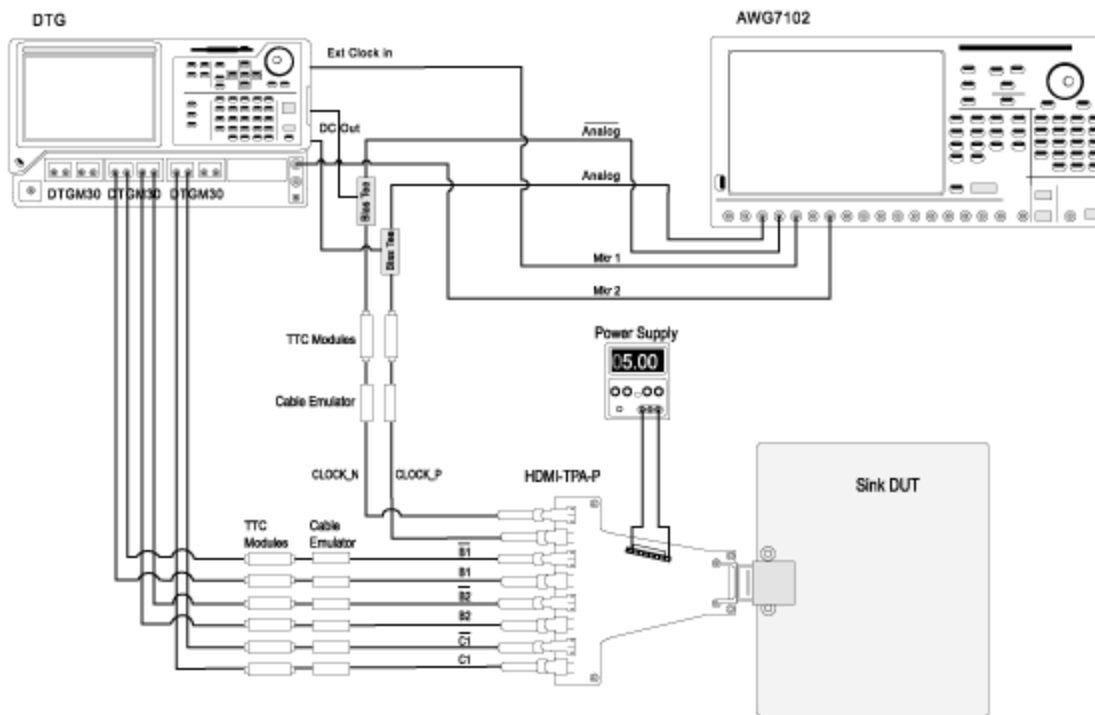 DTG
AWG7102
Ext Clock in
DC Out
Analog
Analog
DTGM30 DTGM30 DTGM30
Bias Tee
Bias Tee
Mkr 1
Mkr 2
TTC Modules
Power Supply
05.00
Cable Emulator
CLOCK_N
CLOCK_P
HDMI-TPA-P
Sink DUT
TTC
Modules
Cable
Emulator
B1
B1
B2
B2
C1
C1